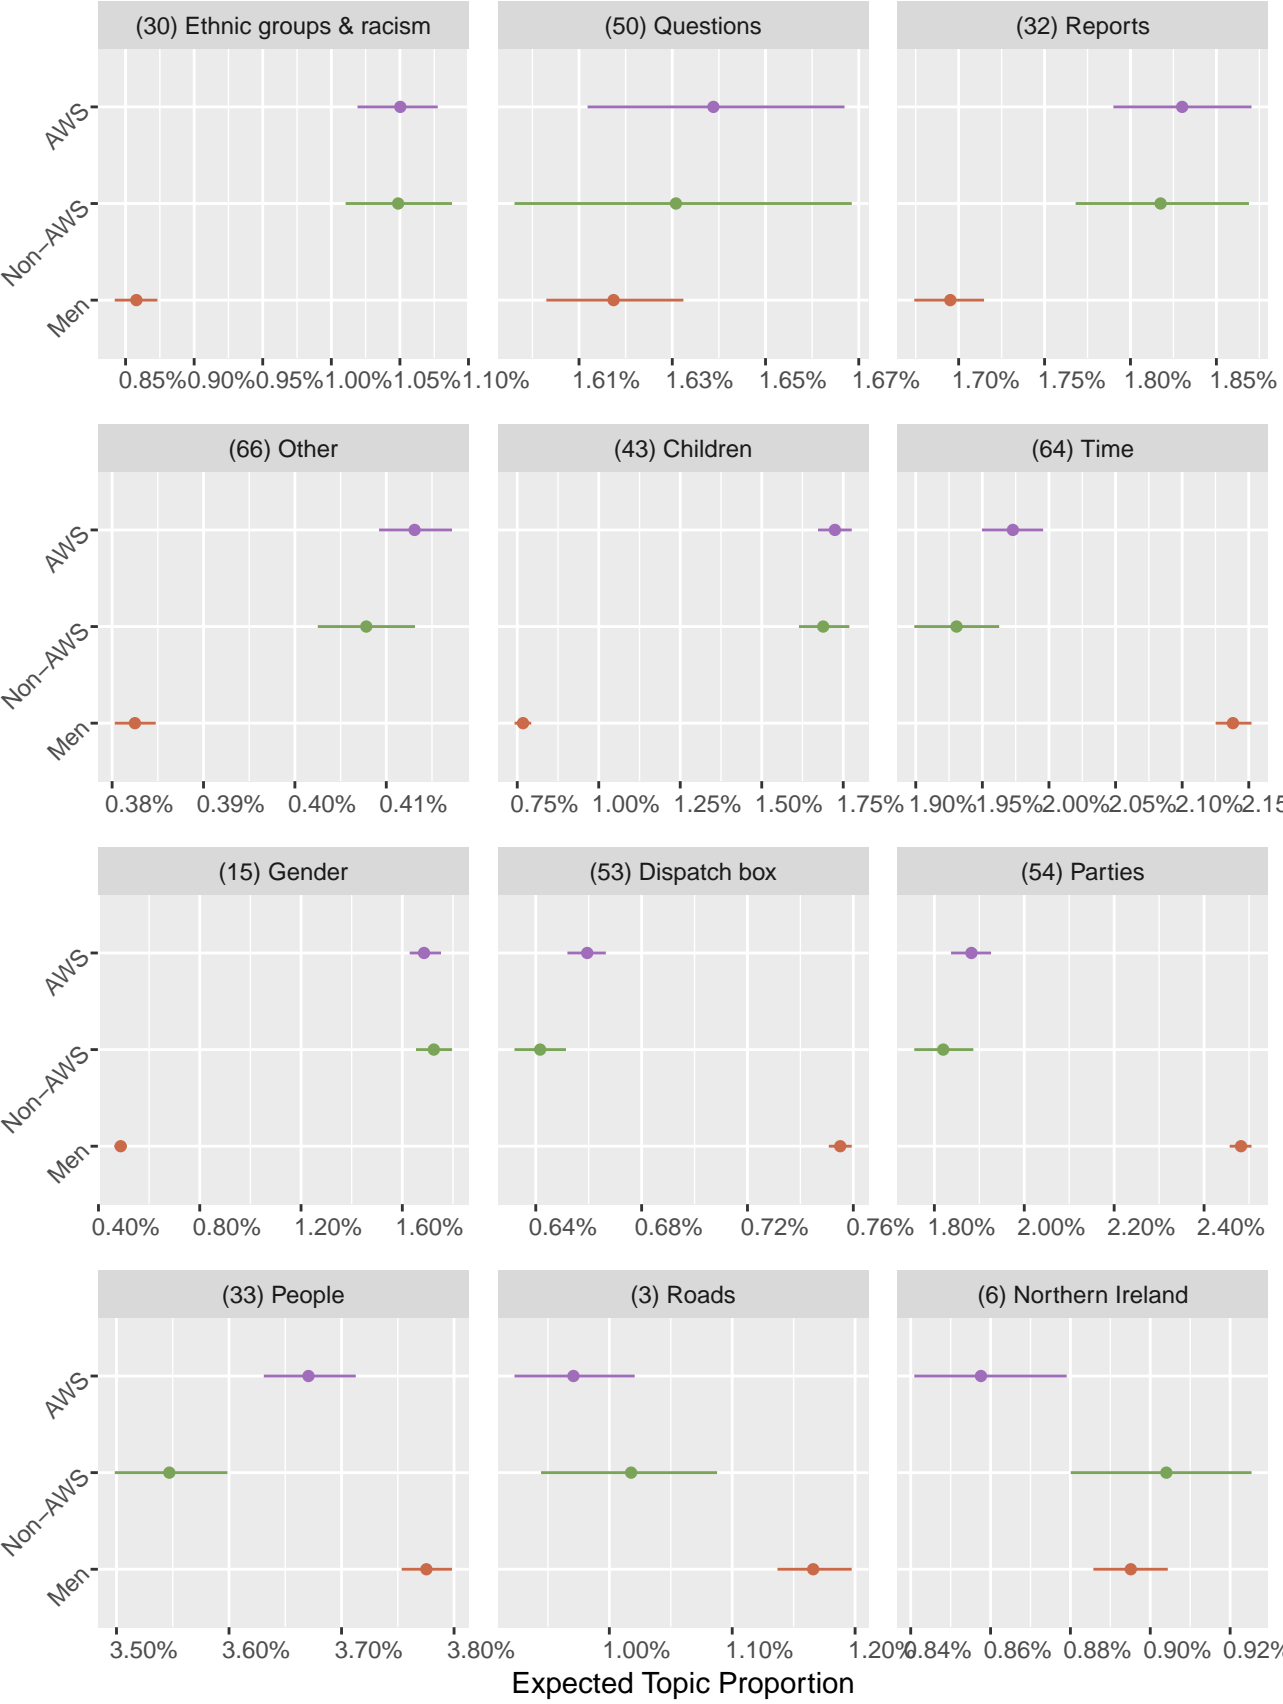 (30) Ethnic groups & racism (50) Questions (32) Reports
AWS
Non−AWS
Men
0.85% 0.90% 0.95% 1.00% 1.05% 1.10% 1.61% 1.63% 1.65% 1.67% 1.70% 1.75% 1.80% 1.85%
(66) Other (43) Children (64) Time
AWS
Non−AWS
Men
0.38% 0.39% 0.40% 0.41% 0.75% 1.00% 1.25% 1.50% 1.75% 1.90% 1.95% 2.00% 2.05% 2.10% 2.15
(15) Gender (53) Dispatch box (54) Parties
AWS
Non−AWS
Men
0.40% 0.80% 1.20% 1.60% 0.64% 0.68% 0.72% 0.76% 1.80% 2.00% 2.20% 2.40%
(33) People (3) Roads (6) Northern Ireland
AWS
Non−AWS
Men
3.50% 3.60% 3.70% 3.80% 1.00% 1.10% 1.20% 0.84% 0.86% 0.88% 0.90% 0.92%
Expected Topic Proportion